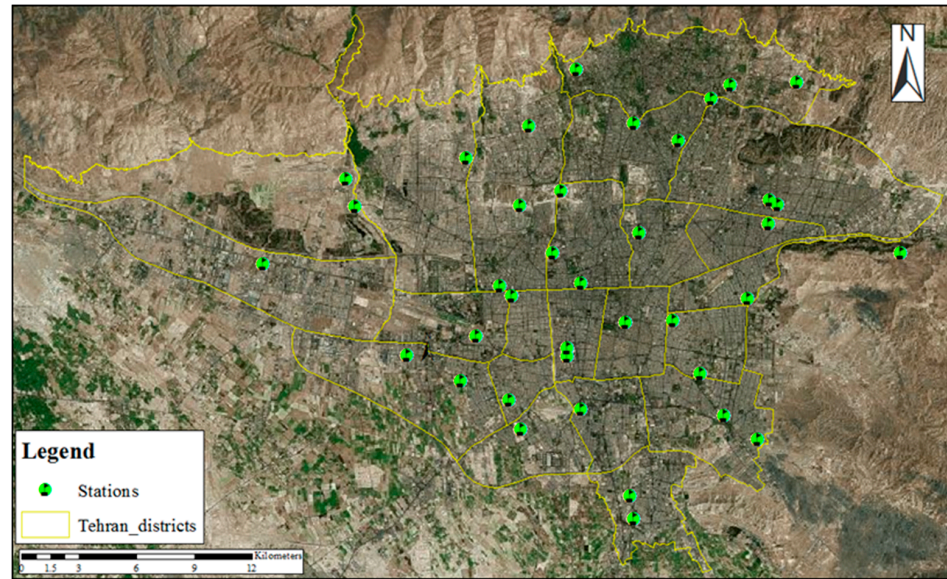 N
Legend
Stations
Tehran_districts
Kilometers
0 1.5 3 6 9 12